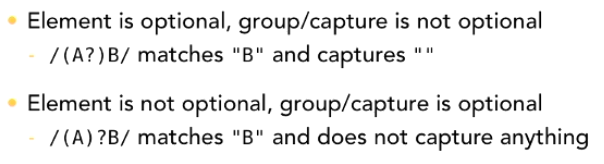 • Element is optional, group/capture is not optional
- /(A?)B/ matches "B" and captures ""
• Element is not optional, group/capture is optional
- /(A)?B/ matches "B" and does not capture anything